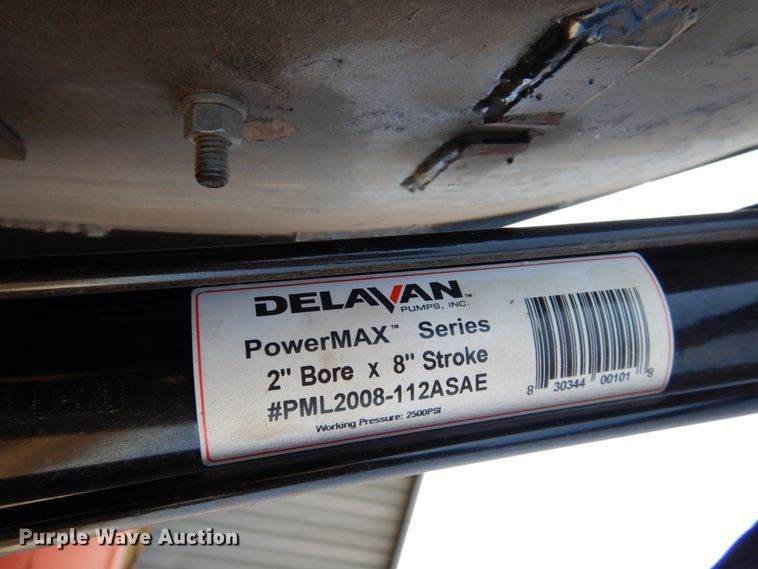 DELAVAN™
PUMPS, INC.
PowerMAX™ Series
2" Bore x 8" Stroke
#PML2008-112ASAE
Working Pressure: 2500PSI
8 30344 00101 8
Purple Wave Auction